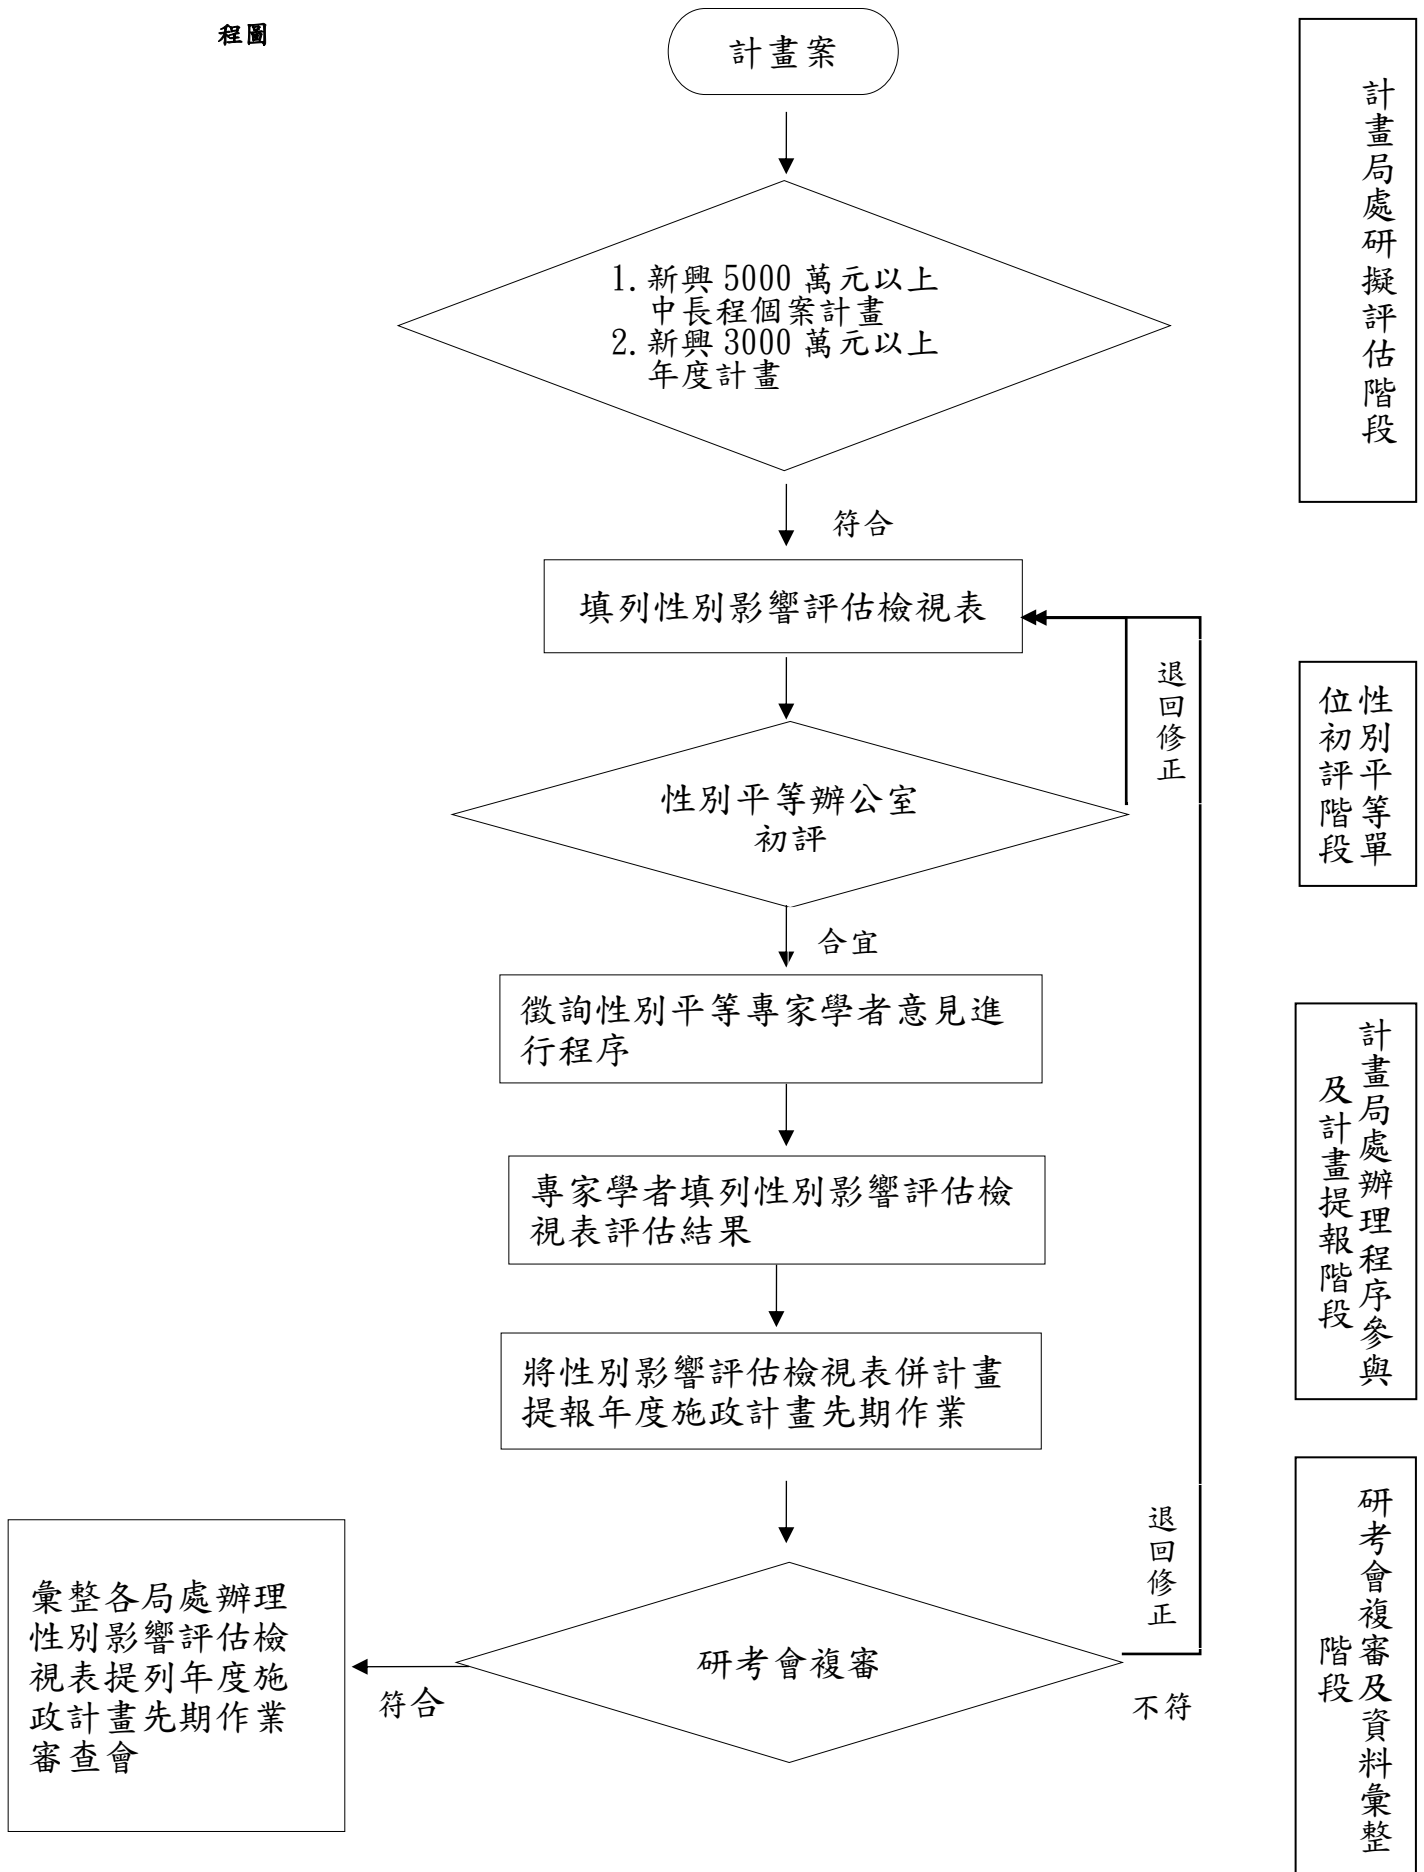 程圖
計畫案
1. 新興 5000 萬元以上
中長程個案計畫
2. 新興 3000 萬元以上
年度計畫
符合
填列性別影響評估檢視表
退回修正
性別平等辦公室
初評
合宜
徵詢性別平等專家學者意見進
行程序
專家學者填列性別影響評估檢
視表評估結果
將性別影響評估檢視表併計畫
提報年度施政計畫先期作業
退回修正
研考會複審
符合
不符
彙整各局處辦理
性別影響評估檢
視表提列年度施
政計畫先期作業
審查會
計畫局處研擬評估階段
性別平等單
位初評階段
計畫局處辦理程序參與
及計畫提報階段
研考會複審及資料彙整
階段